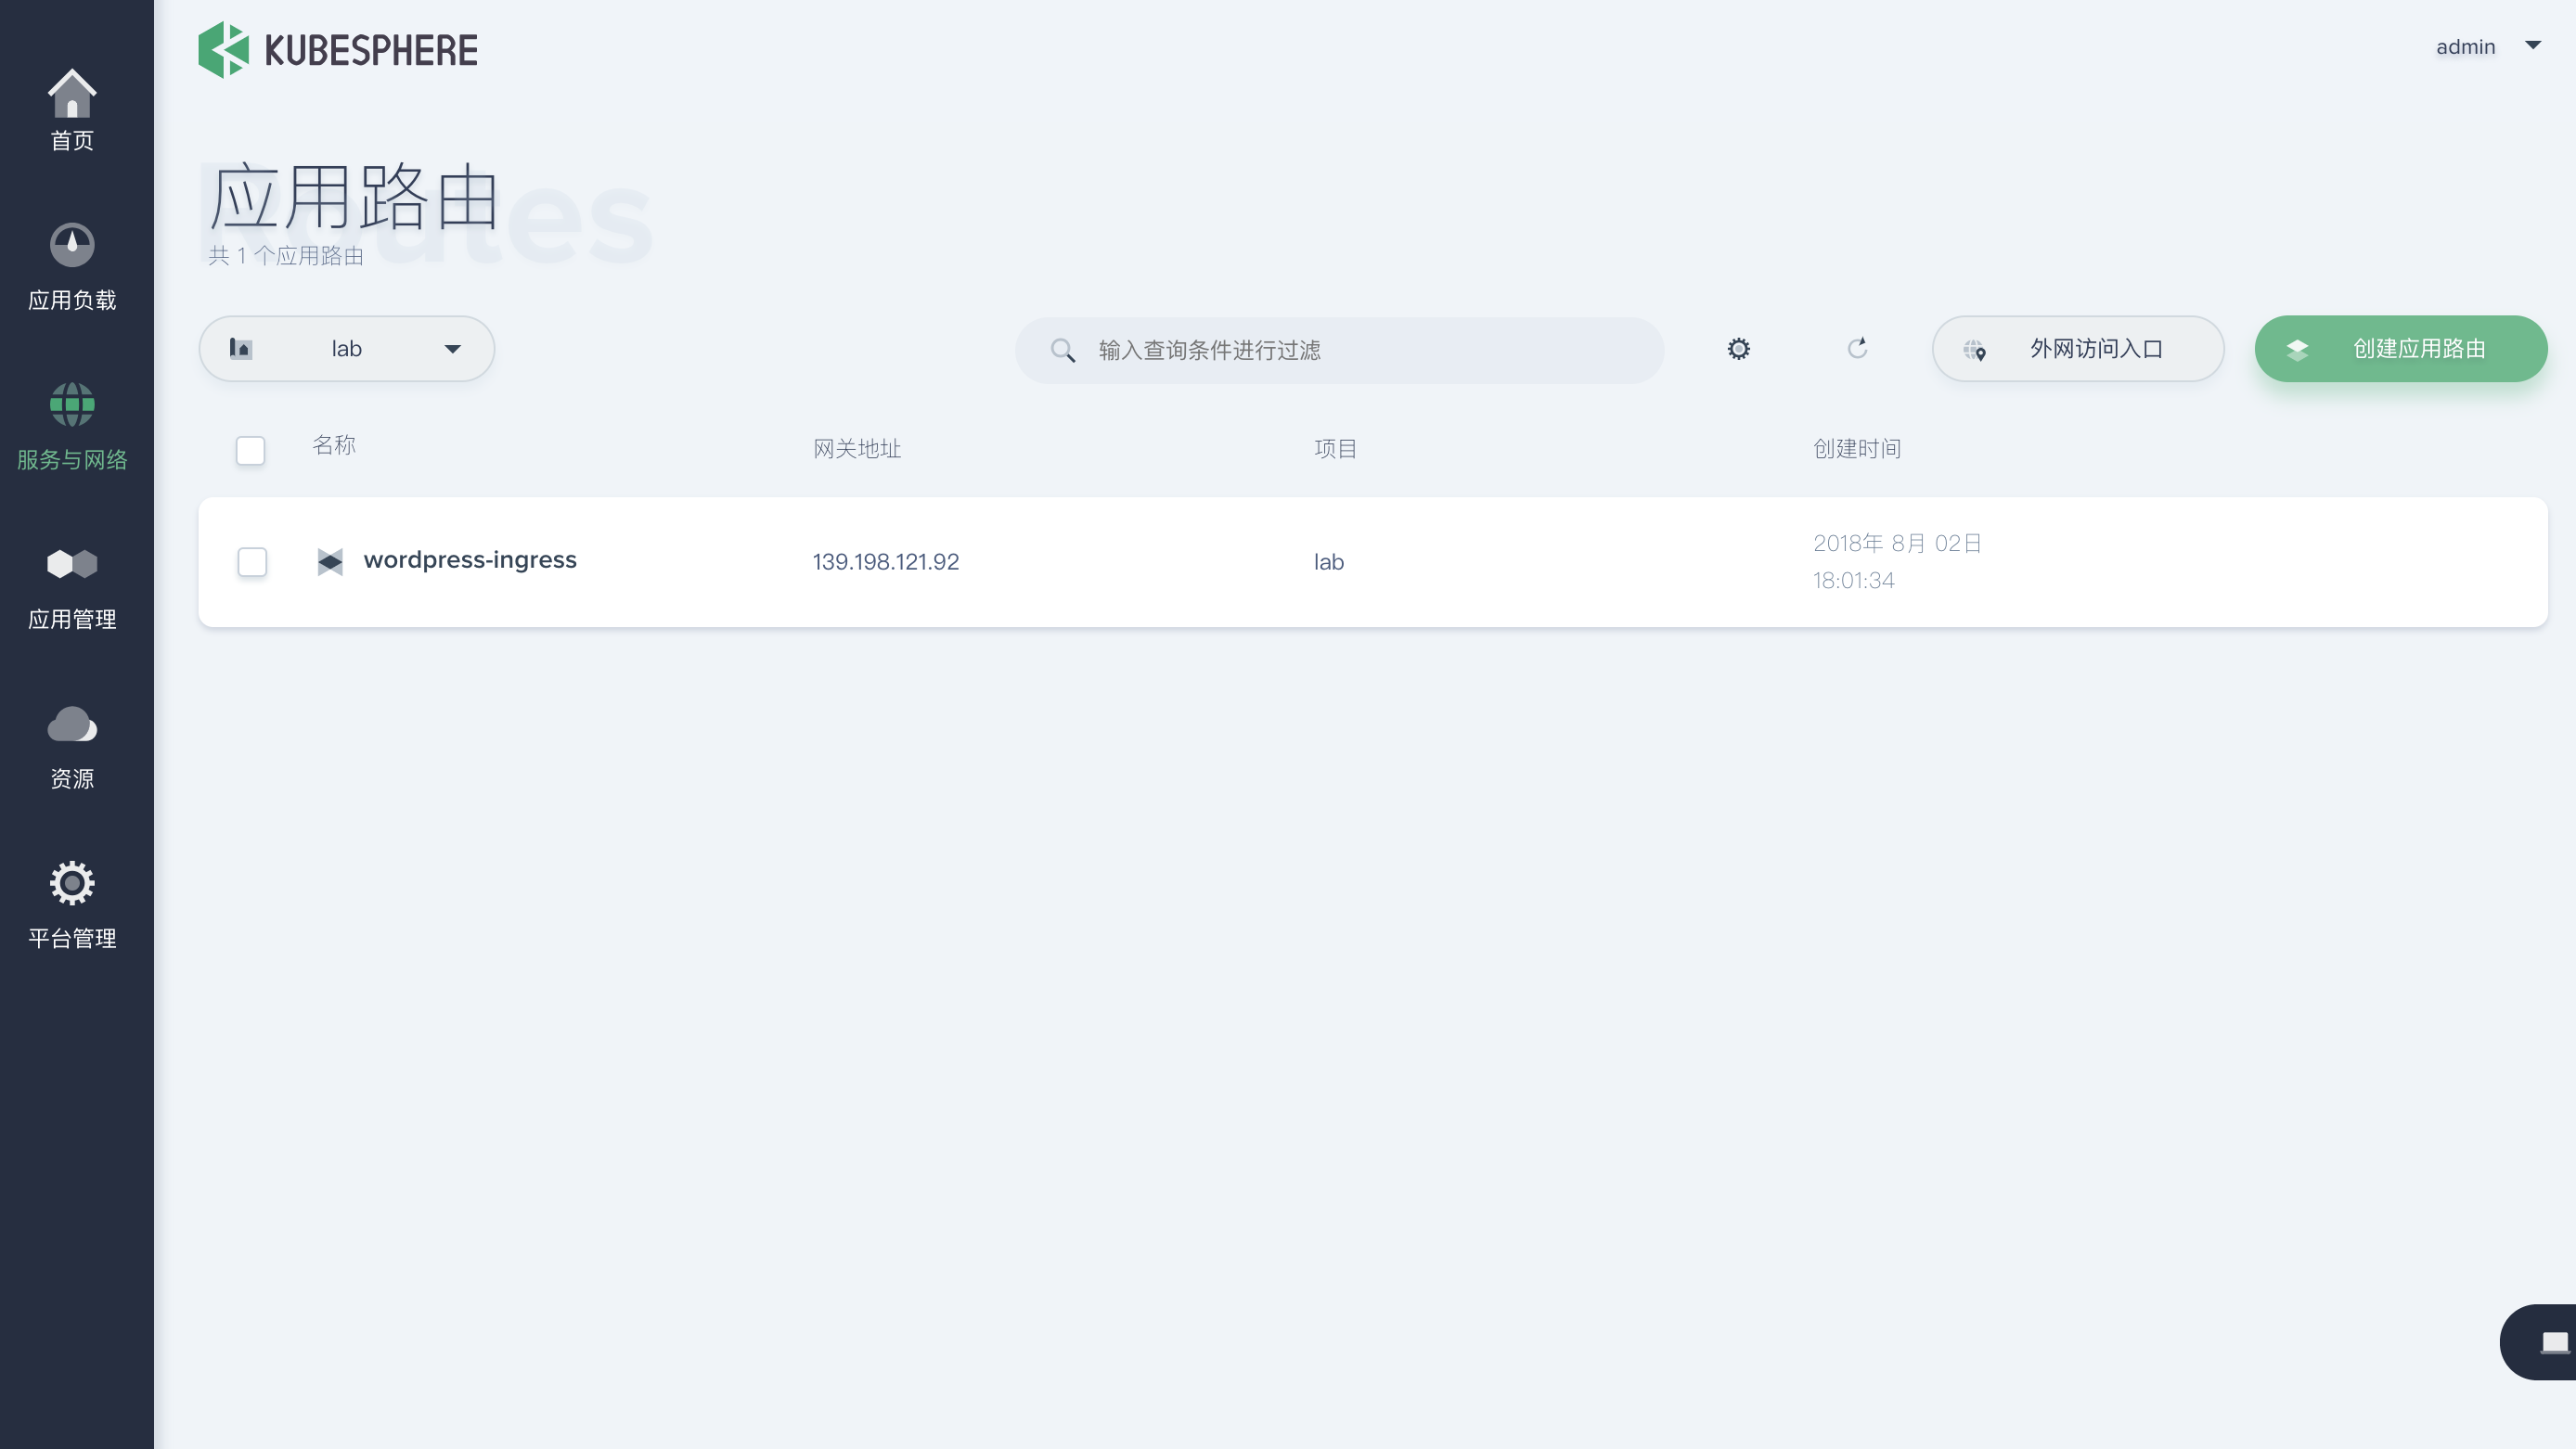 KUBESPHERE
admin
首页
应用负载
服务与网络
应用管理
资源
平台管理
Routes
应用路由
共 1 个应用路由
lab
输入查询条件进行过滤
外网访问入口
创建应用路由
名称 网关地址 项目 创建时间
wordpress-ingress 139.198.121.92 lab 2018年 8月 02日
18:01:34